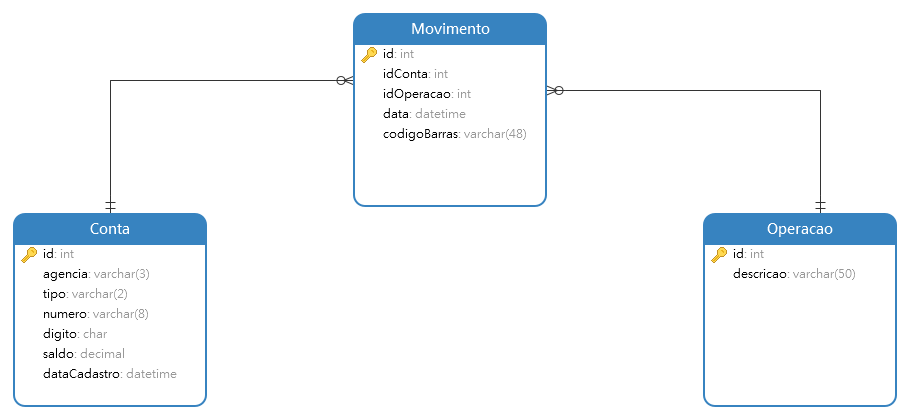 Movimento
id: int
idConta: int
idOperacao: int
data: datetime
codigoBarras: varchar(48)
Conta
id: int
agencia: varchar(3)
tipo: varchar(2)
numero: varchar(8)
digito: char
saldo: decimal
dataCadastro: datetime
Operacao
id: int
descricao: varchar(50)